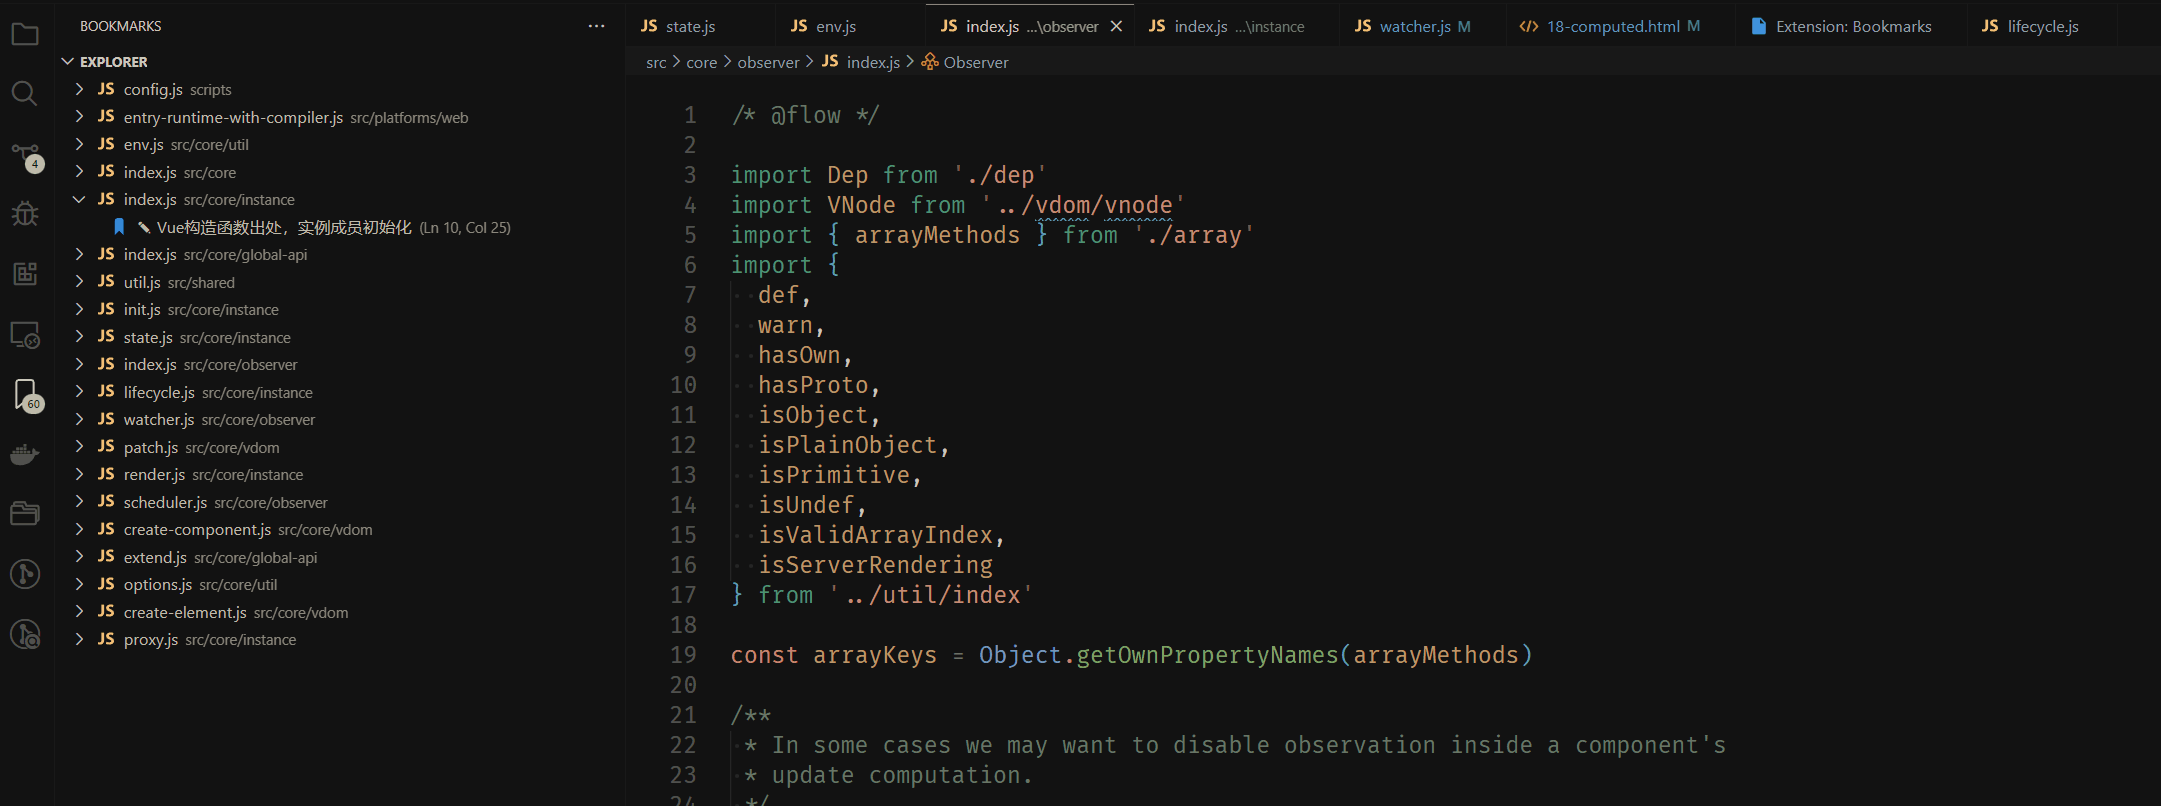 BOOKMARKS
EXPLORER
JS config.js scripts
JS entry-runtime-with-compiler.js src/platforms/web
JS env.js src/core/util
JS index.js src/core
JS index.js src/core/instance
Vue构造函数出处，实例成员初始化 (Ln 10, Col 25)
JS index.js src/core/global-api
JS util.js src/shared
JS init.js src/core/instance
JS state.js src/core/instance
JS index.js src/core/observer
JS lifecycle.js src/core/instance
JS watcher.js src/core/observer
JS patch.js src/core/vdom
JS render.js src/core/instance
JS scheduler.js src/core/observer
JS create-component.js src/core/vdom
JS extend.js src/core/global-api
JS options.js src/core/util
JS create-element.js src/core/vdom
JS proxy.js src/core/instance
4
60
JS state.js JS env.js JS index.js ...\observer JS index.js ...\instance JS watcher.js M 18-computed.html M Extension: Bookmarks JS lifecycle.js
src > core > observer > JS index.js > Observer
1 /* @flow */
2
3 import Dep from './dep'
4 import VNode from '../vdom/vnode'
5 import { arrayMethods } from './array'
6 import {
7 def,
8 warn,
9 hasOwn,
10 hasProto,
11 isObject,
12 isPlainObject,
13 isPrimitive,
14 isUndef,
15 isValidArrayIndex,
16 isServerRendering
17 } from '../util/index'
18
19 const arrayKeys = Object.getOwnPropertyNames(arrayMethods)
20
21 /**
22 * In some cases we may want to disable observation inside a component's
23 * update computation.
24 */